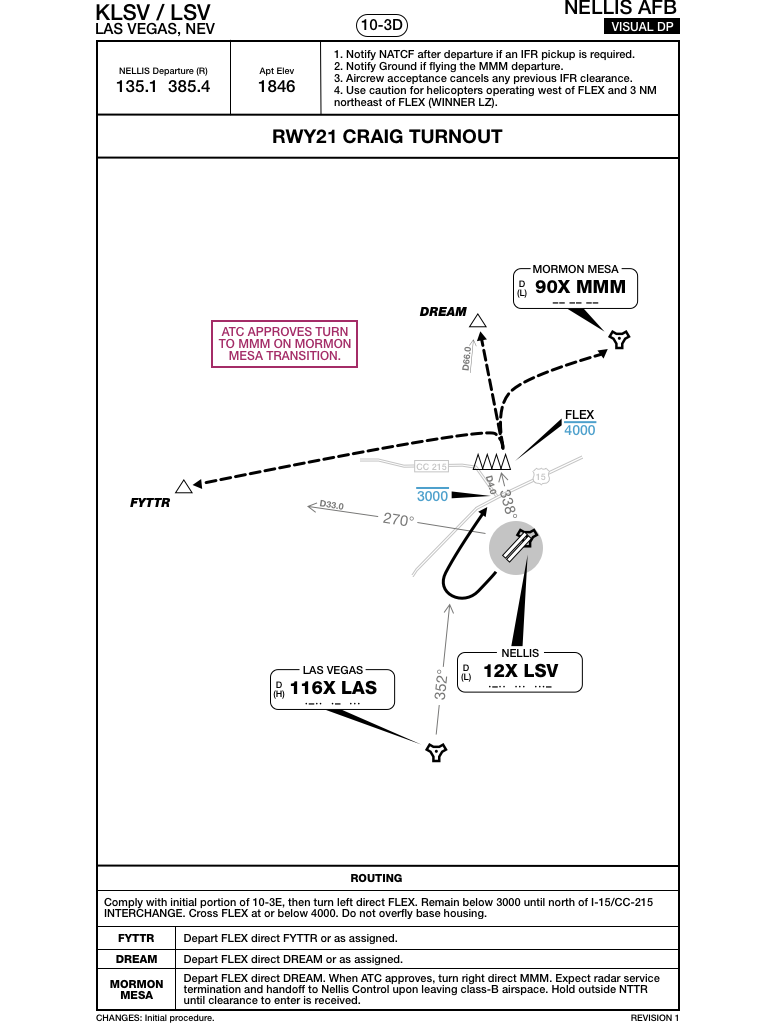 KLSV / LSV
LAS VEGAS, NEV
10-3D
NELLIS AFB
VISUAL DP
NELLIS Departure (R)
135.1 385.4
Apt Elev
1846
1. Notify NATCF after departure if an IFR pickup is required.
2. Notify Ground if flying the MMM departure.
3. Aircrew acceptance cancels any previous IFR clearance.
4. Use caution for helicopters operating west of FLEX and 3 NM
northeast of FLEX (WINNER LZ).
RWY21 CRAIG TURNOUT
MORMON MESA
D
(L)
90X MMM
DREAM
ATC APPROVES TURN
TO MMM ON MORMON
MESA TRANSITION.
D66.0
FLEX
4000
CC 215
15
FYTTR
3000
D4.0
338°
D33.0
270°
NELLIS
D
(L)
12X LSV
352°
LAS VEGAS
D
(H)
116X LAS
ROUTING
Comply with initial portion of 10-3E, then turn left direct FLEX. Remain below 3000 until north of I-15/CC-215
INTERCHANGE. Cross FLEX at or below 4000. Do not overfly base housing.
FYTTR
Depart FLEX direct FYTTR or as assigned.
DREAM
Depart FLEX direct DREAM or as assigned.
MORMON
MESA
Depart FLEX direct DREAM. When ATC approves, turn right direct MMM. Expect radar service
termination and handoff to Nellis Control upon leaving class-B airspace. Hold outside NTTR
until clearance to enter is received.
CHANGES: Initial procedure.
REVISION 1